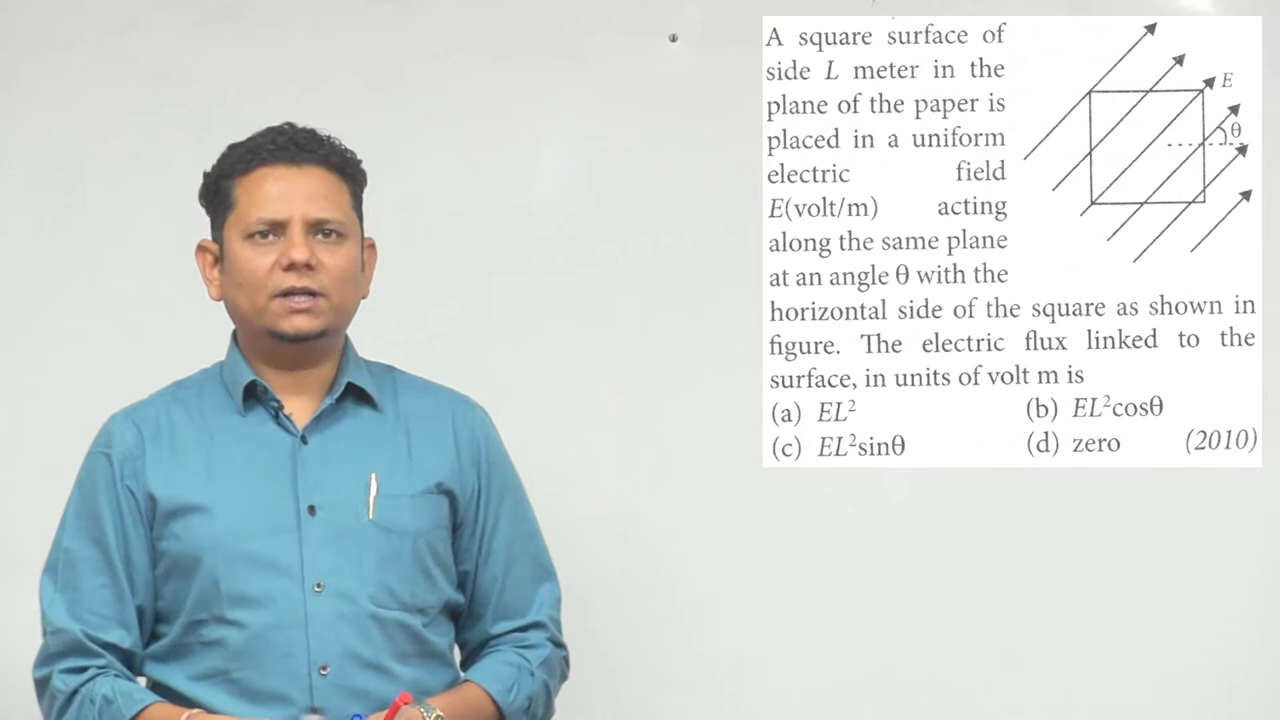 A square surface of
side L meter in the
plane of the paper is
placed in a uniform
electric field
E(volt/m) acting
along the same plane
at an angle θ with the
horizontal side of the square as shown in
figure. The electric flux linked to the
surface, in units of volt m is
(a) EL² (b) EL²cosθ
(c) EL²sinθ (d) zero (2010)
E
θ